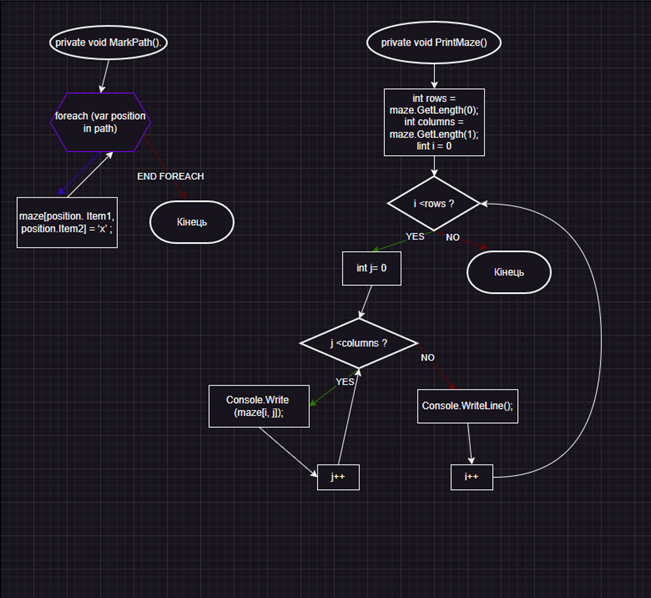 private void MarkPath().
foreach (var position
in path)
END FOREACH
maze[position. Item1,
position.Item2] = 'x' ;
Кінець
private void PrintMaze()
int rows =
maze.GetLength(0);
int columns =
maze.GetLength(1);
lint i = 0
i <rows ?
YES
NO
int j= 0
Кінець
j <columns ?
YES
NO
Console.Write
(maze[i, j]);
Console.WriteLine();
j++
i++